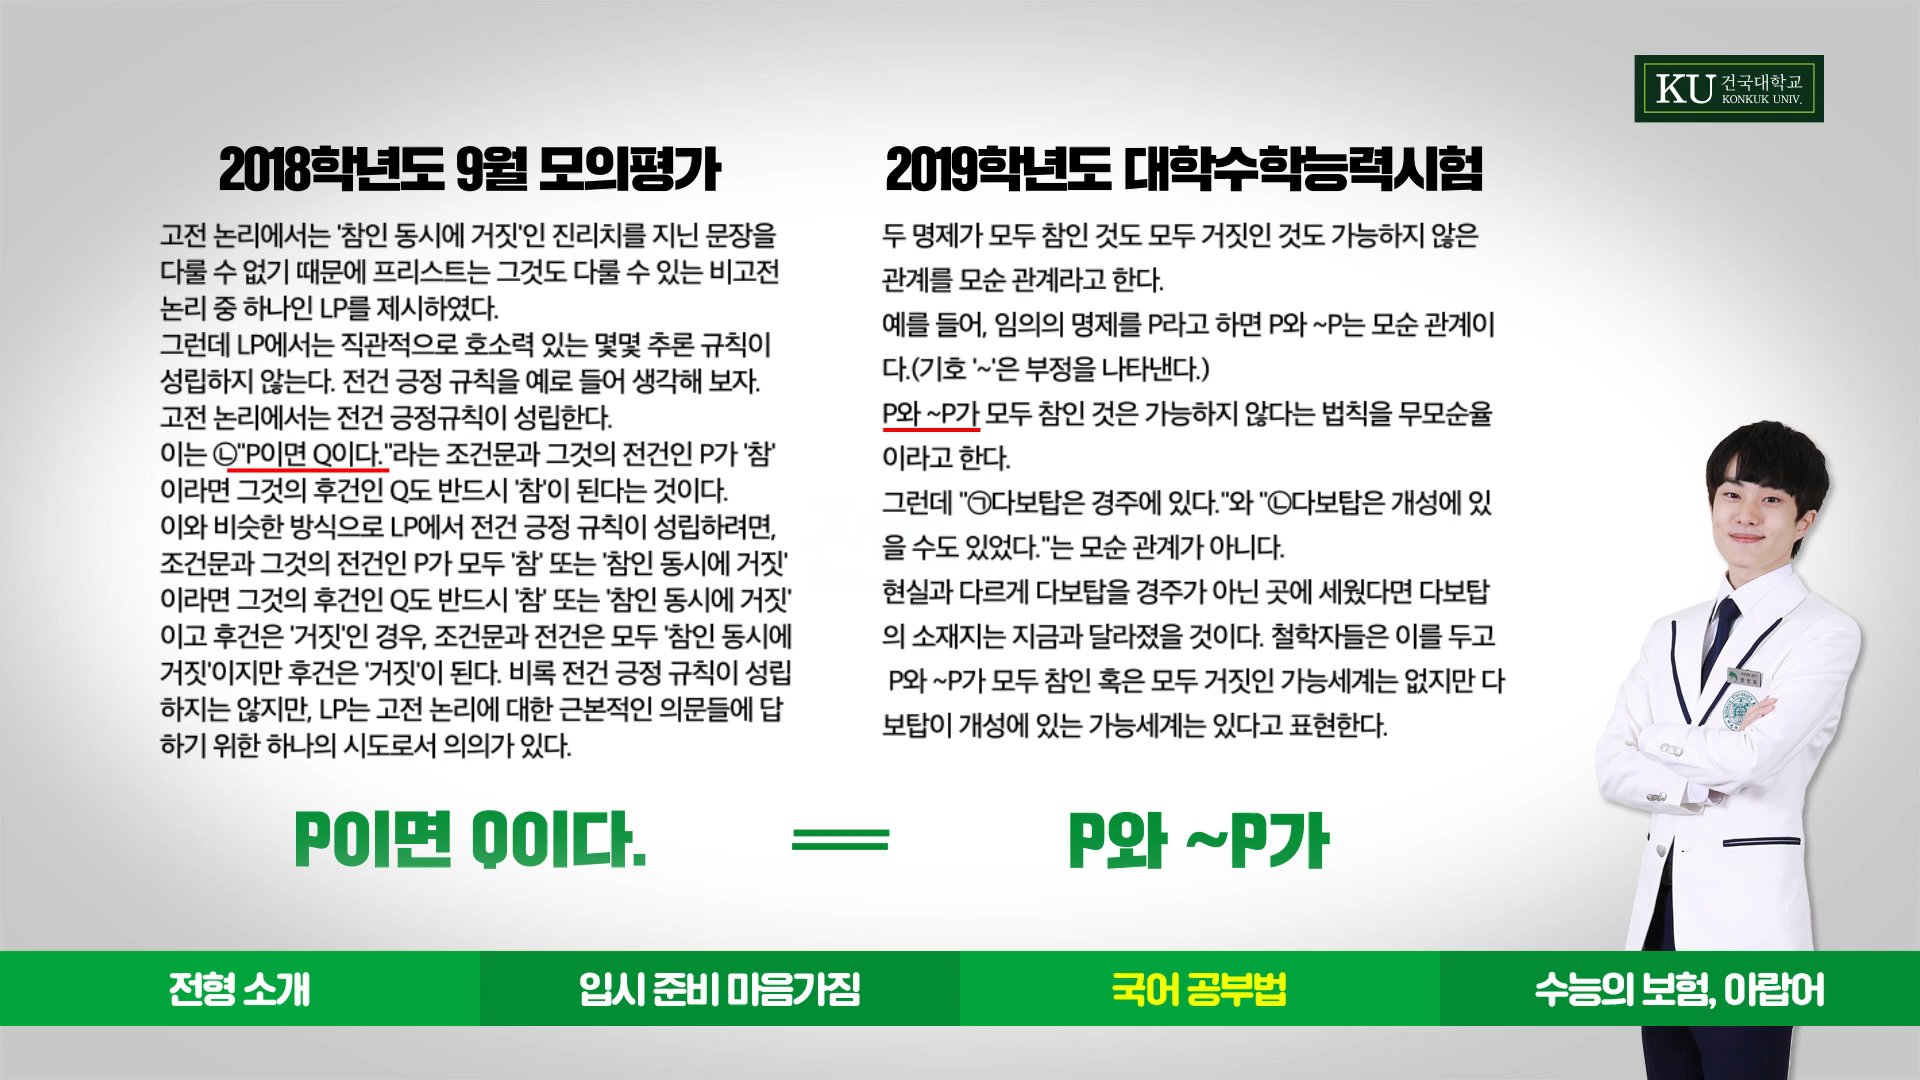 KU 건국대학교
KONKUK UNIV.
2018학년도 9월 모의평가
고전 논리에서는 '참인 동시에 거짓'인 진리치를 지닌 문장을
다룰 수 없기 때문에 프리스트는 그것도 다룰 수 있는 비고전
논리 중 하나인 LP를 제시하였다.
그런데 LP에서는 직관적으로 호소력 있는 몇몇 추론 규칙이
성립하지 않는다. 전건 긍정 규칙을 예로 들어 생각해 보자.
고전 논리에서는 전건 긍정규칙이 성립한다.
이는 ㉡"P이면 Q이다."라는 조건문과 그것의 전건인 P가 '참'
이라면 그것의 후건인 Q도 반드시 '참'이 된다는 것이다.
이와 비슷한 방식으로 LP에서 전건 긍정 규칙이 성립하려면,
조건문과 그것의 전건인 P가 모두 '참' 또는 '참인 동시에 거짓'
이라면 그것의 후건인 Q도 반드시 '참' 또는 '참인 동시에 거짓'
이고 후건은 '거짓'인 경우, 조건문과 전건은 모두 '참인 동시에
거짓'이지만 후건은 '거짓'이 된다. 비록 전건 긍정 규칙이 성립
하지는 않지만, LP는 고전 논리에 대한 근본적인 의문들에 답
하기 위한 하나의 시도로서 의의가 있다.
2019학년도 대학수학능력시험
두 명제가 모두 참인 것도 모두 거짓인 것도 가능하지 않은
관계를 모순 관계라고 한다.
예를 들어, 임의의 명제를 P라고 하면 P와 ~P는 모순 관계이
다.(기호 '~'은 부정을 나타낸다.)
P와 ~P가 모두 참인 것은 가능하지 않다는 법칙을 무모순율
이라고 한다.
그런데 "㉠다보탑은 경주에 있다."와 "㉡다보탑은 개성에 있
을 수도 있었다."는 모순 관계가 아니다.
현실과 다르게 다보탑을 경주가 아닌 곳에 세웠다면 다보탑
의 소재지는 지금과 달라졌을 것이다. 철학자들은 이를 두고
P와 ~P가 모두 참인 혹은 모두 거짓인 가능세계는 없지만 다
보탑이 개성에 있는 가능세계는 있다고 표현한다.
P이면 Q이다. = P와 ~P가
전형 소개
입시 준비 마음가짐
국어 공부법
수능의 보험, 아랍어